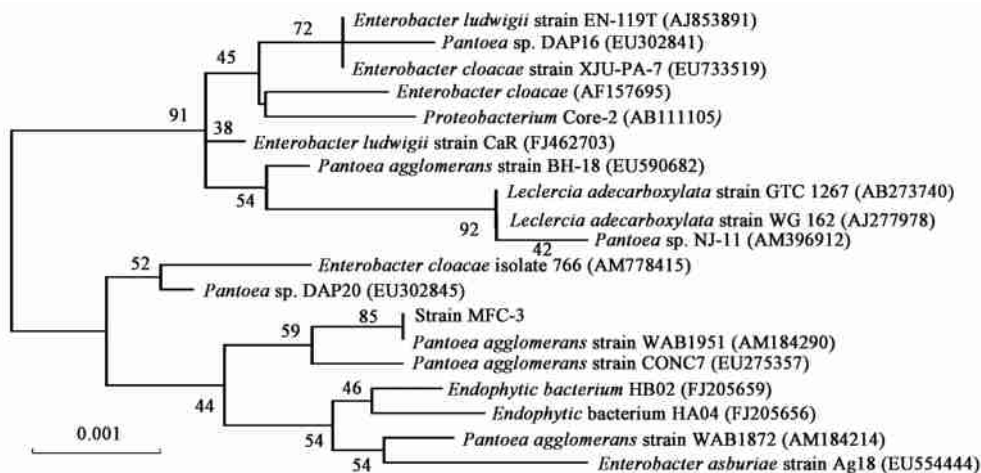 Enterobacter ludwigii strain EN-119T (AJ853891)
72
Pantoea sp. DAP16 (EU302841)
45
Enterobacter cloacae strain XJU-PA-7 (EU733519)
Enterobacter cloacae (AF157695)
91
Proteobacterium Core-2 (AB111105)
38
Enterobacter ludwigii strain CaR (FJ462703)
Pantoea agglomerans strain BH-18 (EU590682)
Leclercia adecarboxylata strain GTC 1267 (AB273740)
54
Leclercia adecarboxylata strain WG 162 (AJ277978)
92
42
Pantoea sp. NJ-11 (AM396912)
52
Enterobacter cloacae isolate 766 (AM778415)
Pantoea sp. DAP20 (EU302845)
85
Strain MFC-3
59
Pantoea agglomerans strain WAB1951 (AM184290)
Pantoea agglomerans strain CONC7 (EU275357)
46
Endophytic bacterium HB02 (FJ205659)
44
Endophytic bacterium HA04 (FJ205656)
0.001
54
Pantoea agglomerans strain WAB1872 (AM184214)
54
Enterobacter asburiae strain Ag18 (EU554444)